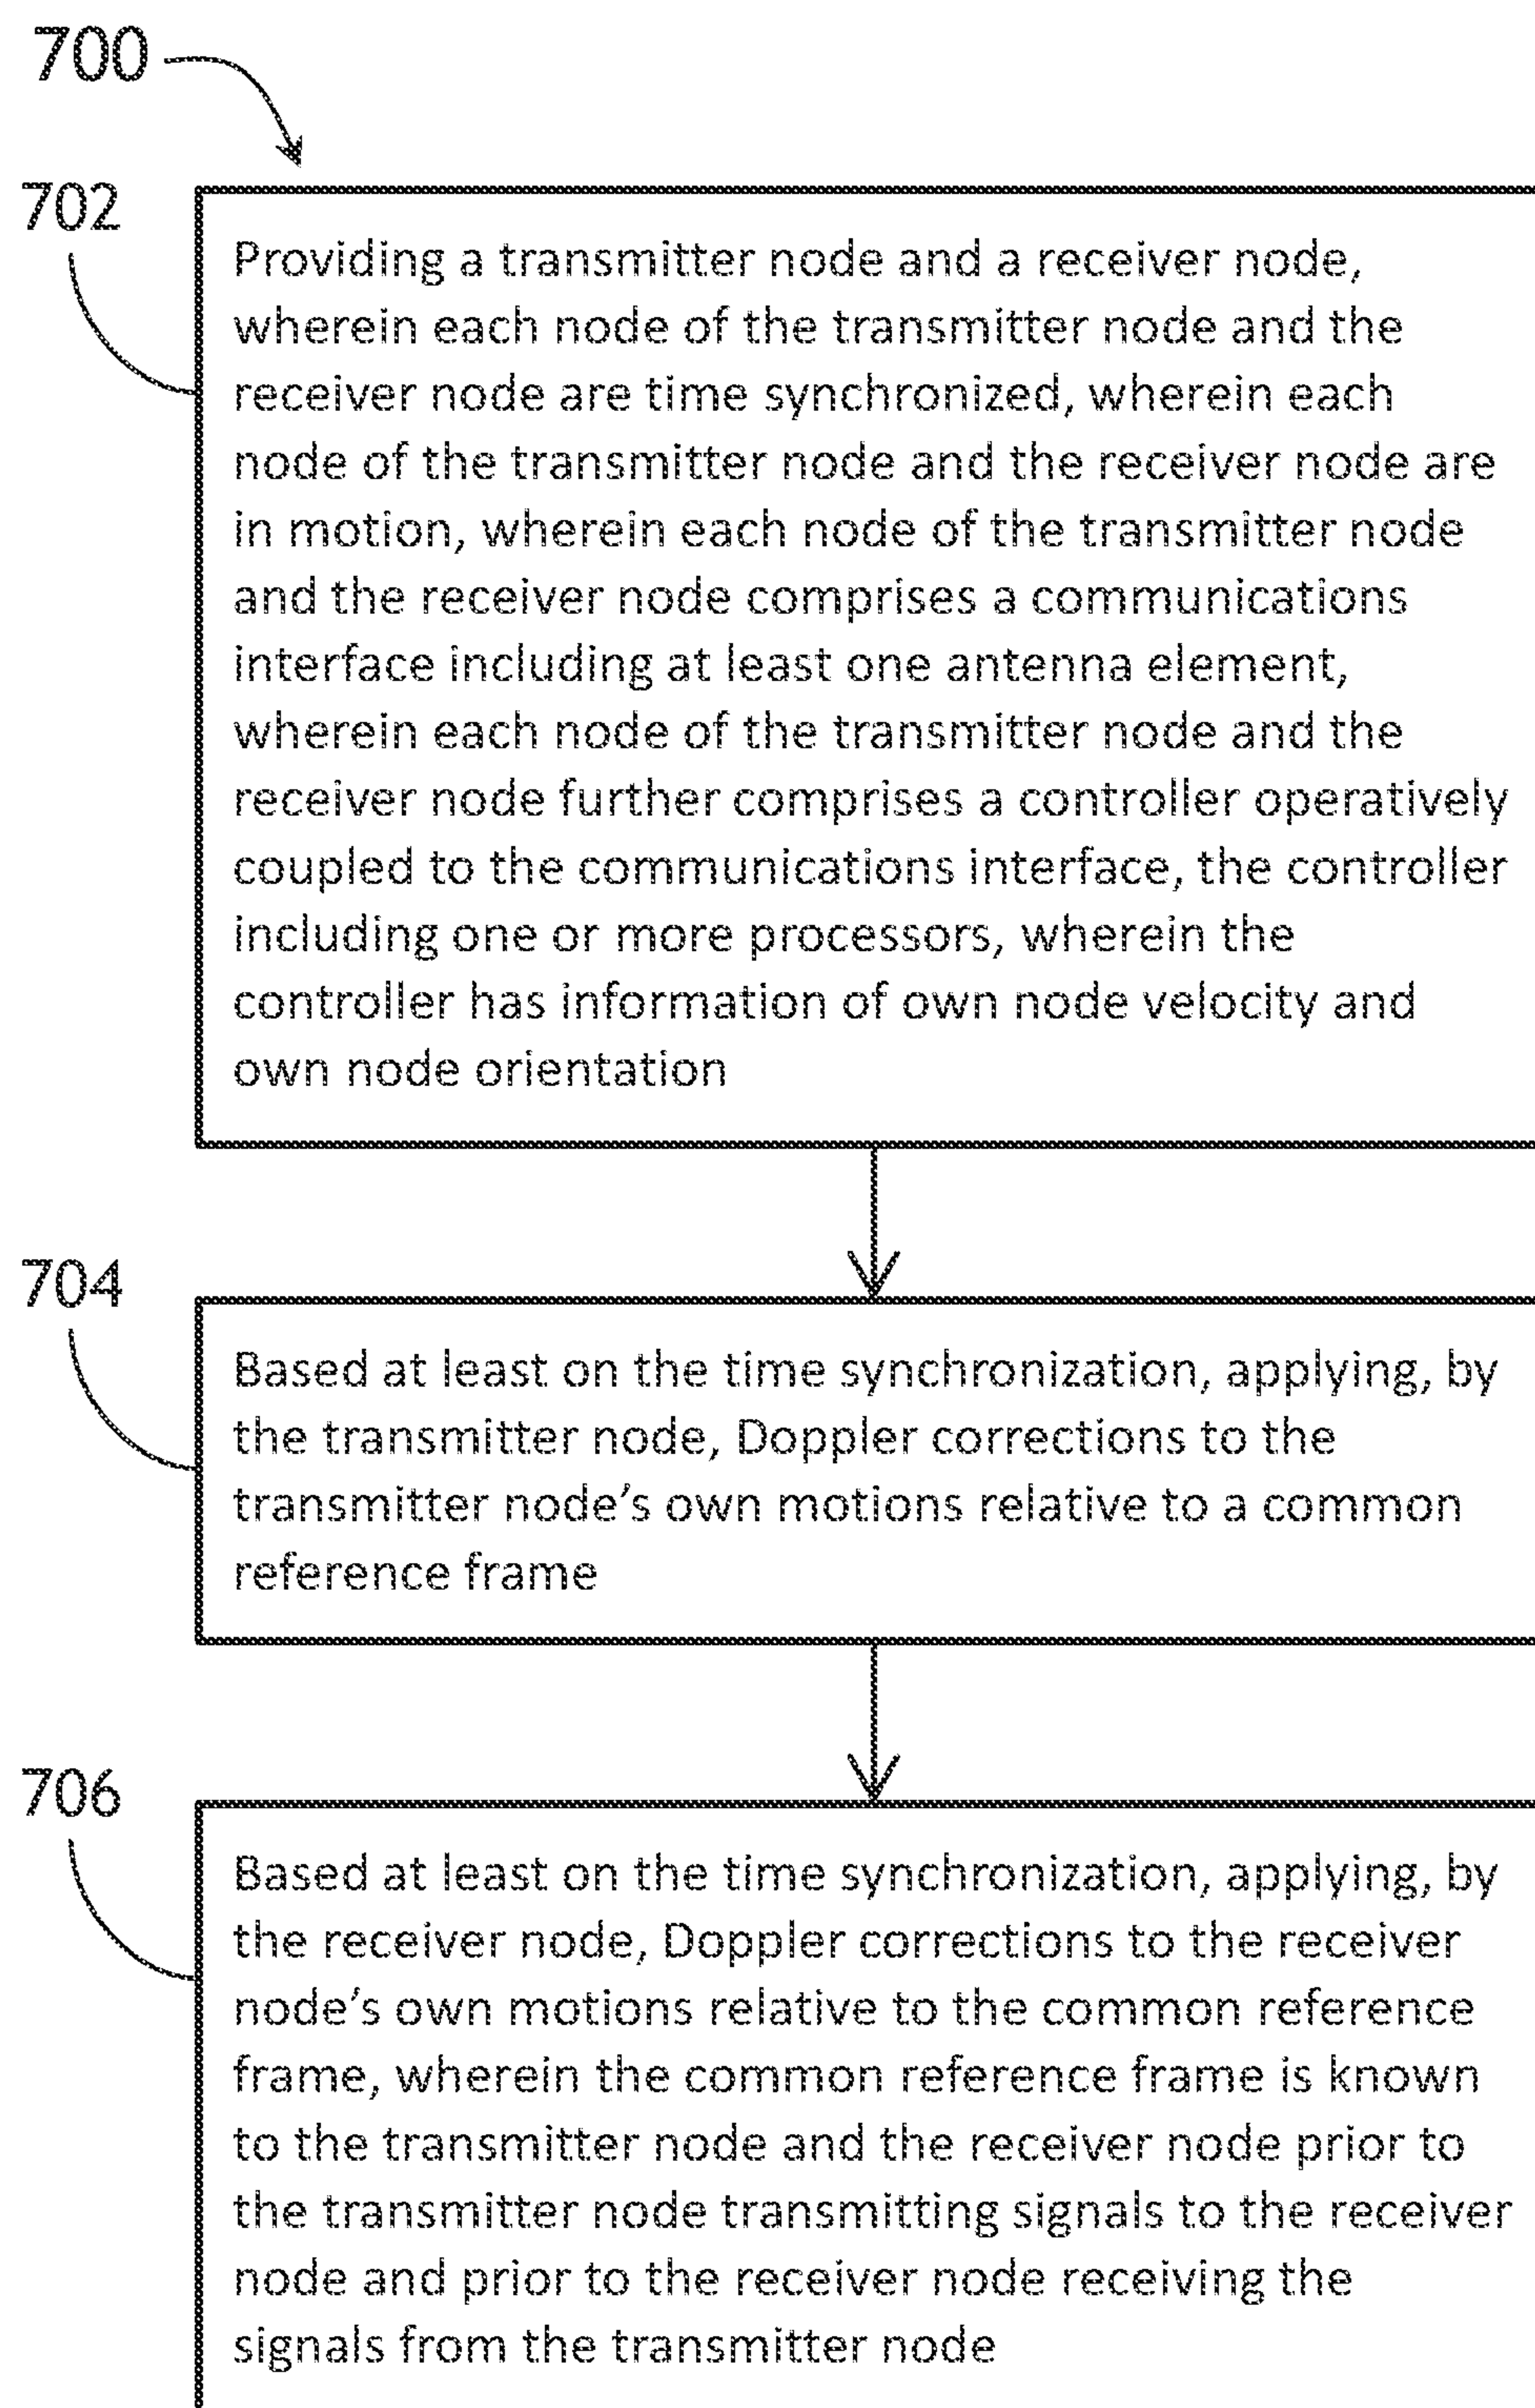 700
702
Providing a transmitter node and a receiver node,
wherein each node of the transmitter node and the
receiver node are time synchronized, wherein each
node of the transmitter node and the receiver node are
in motion, wherein each node of the transmitter node
and the receiver node comprises a communications
interface including at least one antenna element,
wherein each node of the transmitter node and the
receiver node further comprises a controller operatively
coupled to the communications interface, the controller
including one or more processors, wherein the
controller has information of own node velocity and
own node orientation
704
Based at least on the time synchronization, applying, by
the transmitter node, Doppler corrections to the
transmitter node’s own motions relative to a common
reference frame
706
Based at least on the time synchronization, applying, by
the receiver node, Doppler corrections to the receiver
node’s own motions relative to the common reference
frame, wherein the common reference frame is known
to the transmitter node and the receiver node prior to
the transmitter node transmitting signals to the receiver
node and prior to the receiver node receiving the
signals from the transmitter node